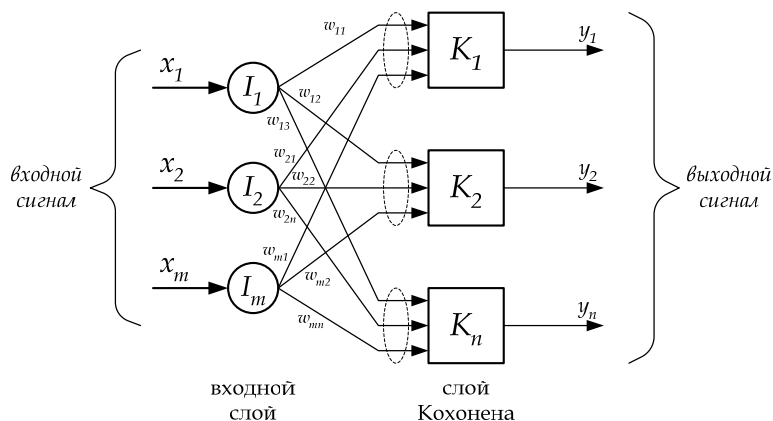 w11
K1
y1
x1
I1
w12
w13
входной
сигнал
x2
I2
w21
w22
w2n
K2
y2
выходной
сигнал
xm
Im
wm1
wm2
wmn
Kn
yn
входной
слой
слой
Кохонена